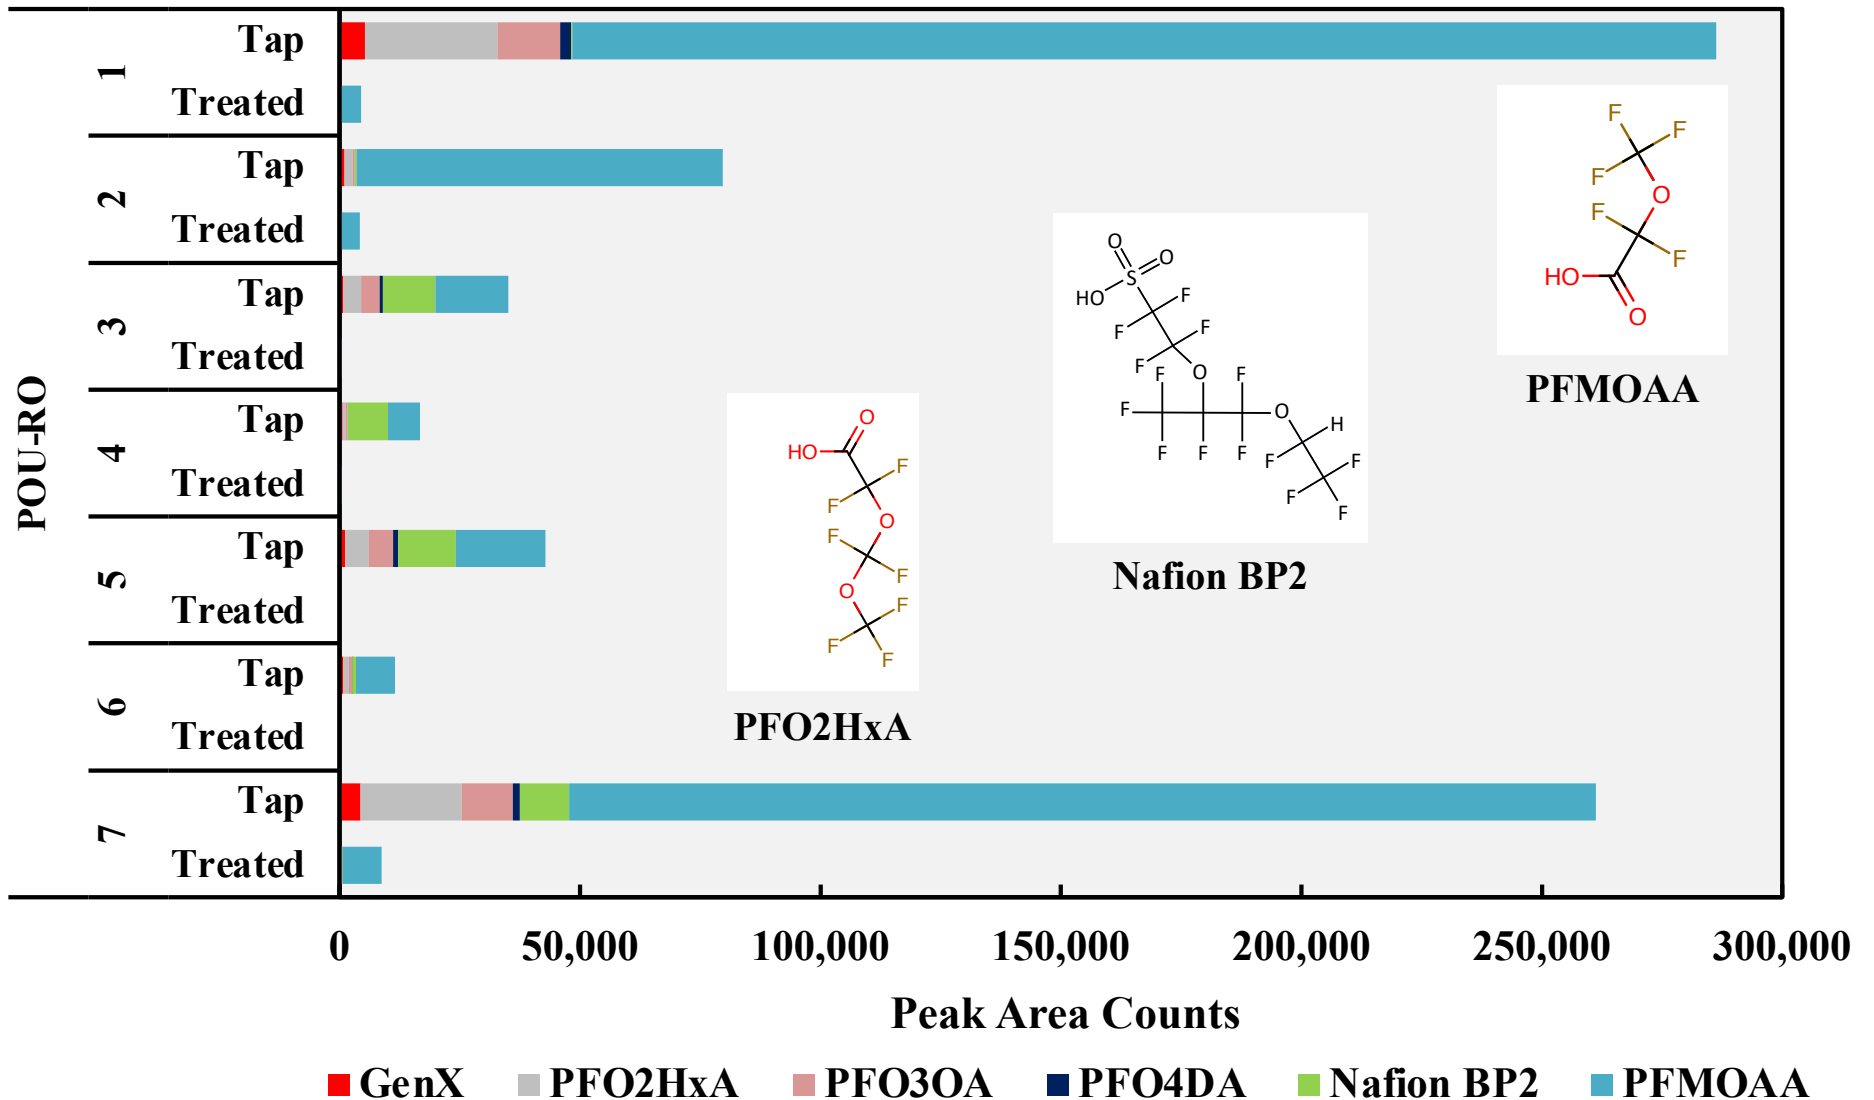 POU-RO
1
Tap
Treated
2
Tap
Treated
3
Tap
Treated
4
Tap
Treated
5
Tap
Treated
6
Tap
Treated
7
Tap
Treated
F
F
F
O
F
F
HO
O
PFMOAA
O
O
S
HO
F
F
F
F
O
F
F
F
O
H
F
F
F
F
F
F
F
F
Nafion BP2
O
HO
F
F
O
F
F
O
F
F
F
PFO2HxA
0 50,000 100,000 150,000 200,000 250,000 300,000
Peak Area Counts
GenX PFO2HxA PFO3OA PFO4DA Nafion BP2 PFMOAA